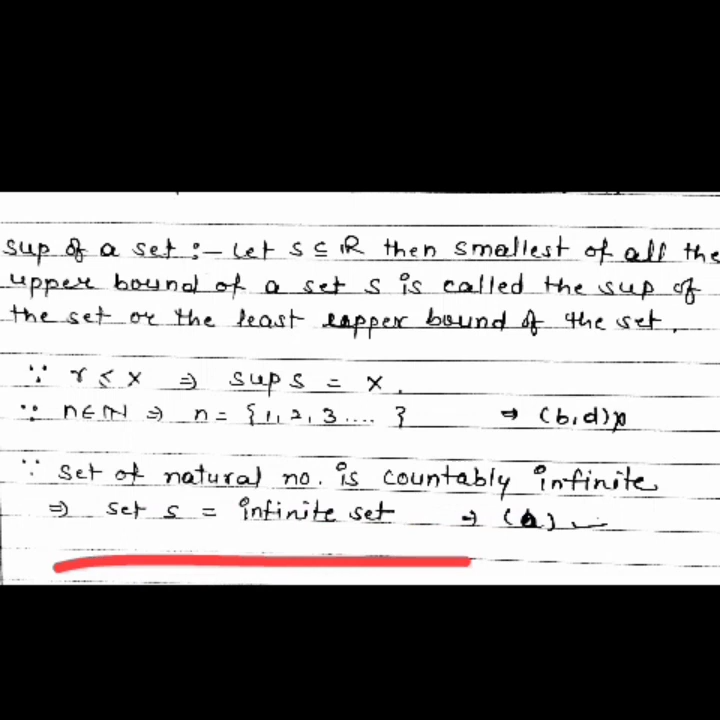 sup of a set :- Let S ⊆ ℝ then smallest of all the
upper bound of a set S is called the sup of
the set or the least upper bound of the set.
∵ r ≤ x ⇒ sup S = x.
∵ n ∈ ℕ ⇒ n = {1, 2, 3 .... } ⇒ (b,d)
∵ set of natural no. is countably infinite
⇒ set S = infinite set ⇒